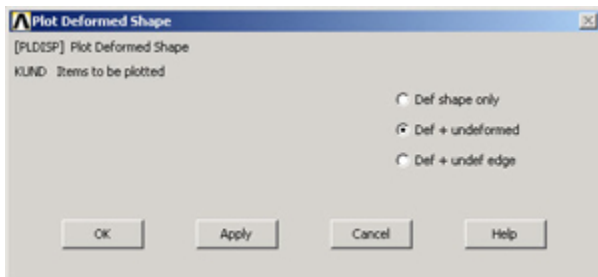 Plot Deformed Shape
[PLDISP] Plot Deformed Shape
KUND Items to be plotted
Def shape only
Def + undeformed
Def + undef edge
OK Apply Cancel Help